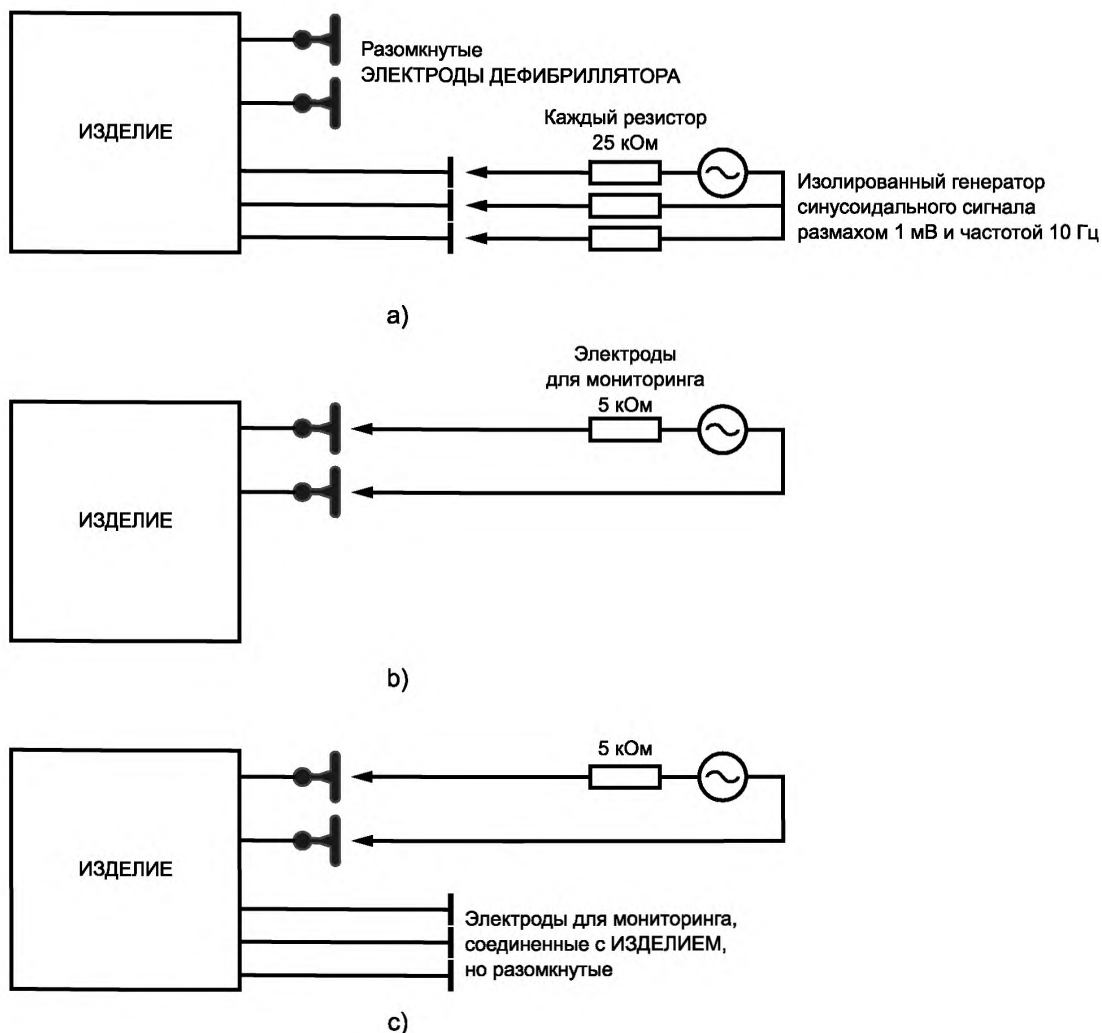 Разомкнутые
ЭЛЕКТРОДЫ ДЕФИБРИЛЛЯТОРА
ИЗДЕЛИЕ
Каждый резистор
25 кОм
Изолированный генератор
синусоидального сигнала
размахом 1 мВ и частотой 10 Гц
a)
Электроды
для мониторинга
5 кОм
ИЗДЕЛИЕ
b)
5 кОм
ИЗДЕЛИЕ
Электроды для мониторинга,
соединенные с ИЗДЕЛИЕМ,
но разомкнутые
c)